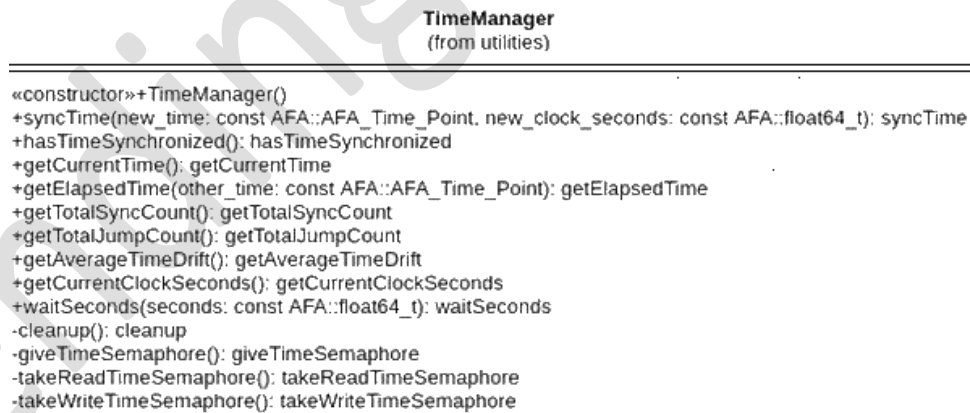 TimeManager
(from utilities)
«constructor»+TimeManager()
+syncTime(new_time: const AFA::AFA_Time_Point, new_clock_seconds: const AFA::float64_t): syncTime
+hasTimeSynchronized(): hasTimeSynchronized
+getCurrentTime(): getCurrentTime
+getElapsedTime(other_time: const AFA::AFA_Time_Point): getElapsedTime
+getTotalSyncCount(): getTotalSyncCount
+getTotalJumpCount(): getTotalJumpCount
+getAverageTimeDrift(): getAverageTimeDrift
+getCurrentClockSeconds(): getCurrentClockSeconds
+waitSeconds(seconds: const AFA::float64_t): waitSeconds
-cleanup(): cleanup
-giveTimeSemaphore(): giveTimeSemaphore
-takeReadTimeSemaphore(): takeReadTimeSemaphore
-takeWriteTimeSemaphore(): takeWriteTimeSemaphore